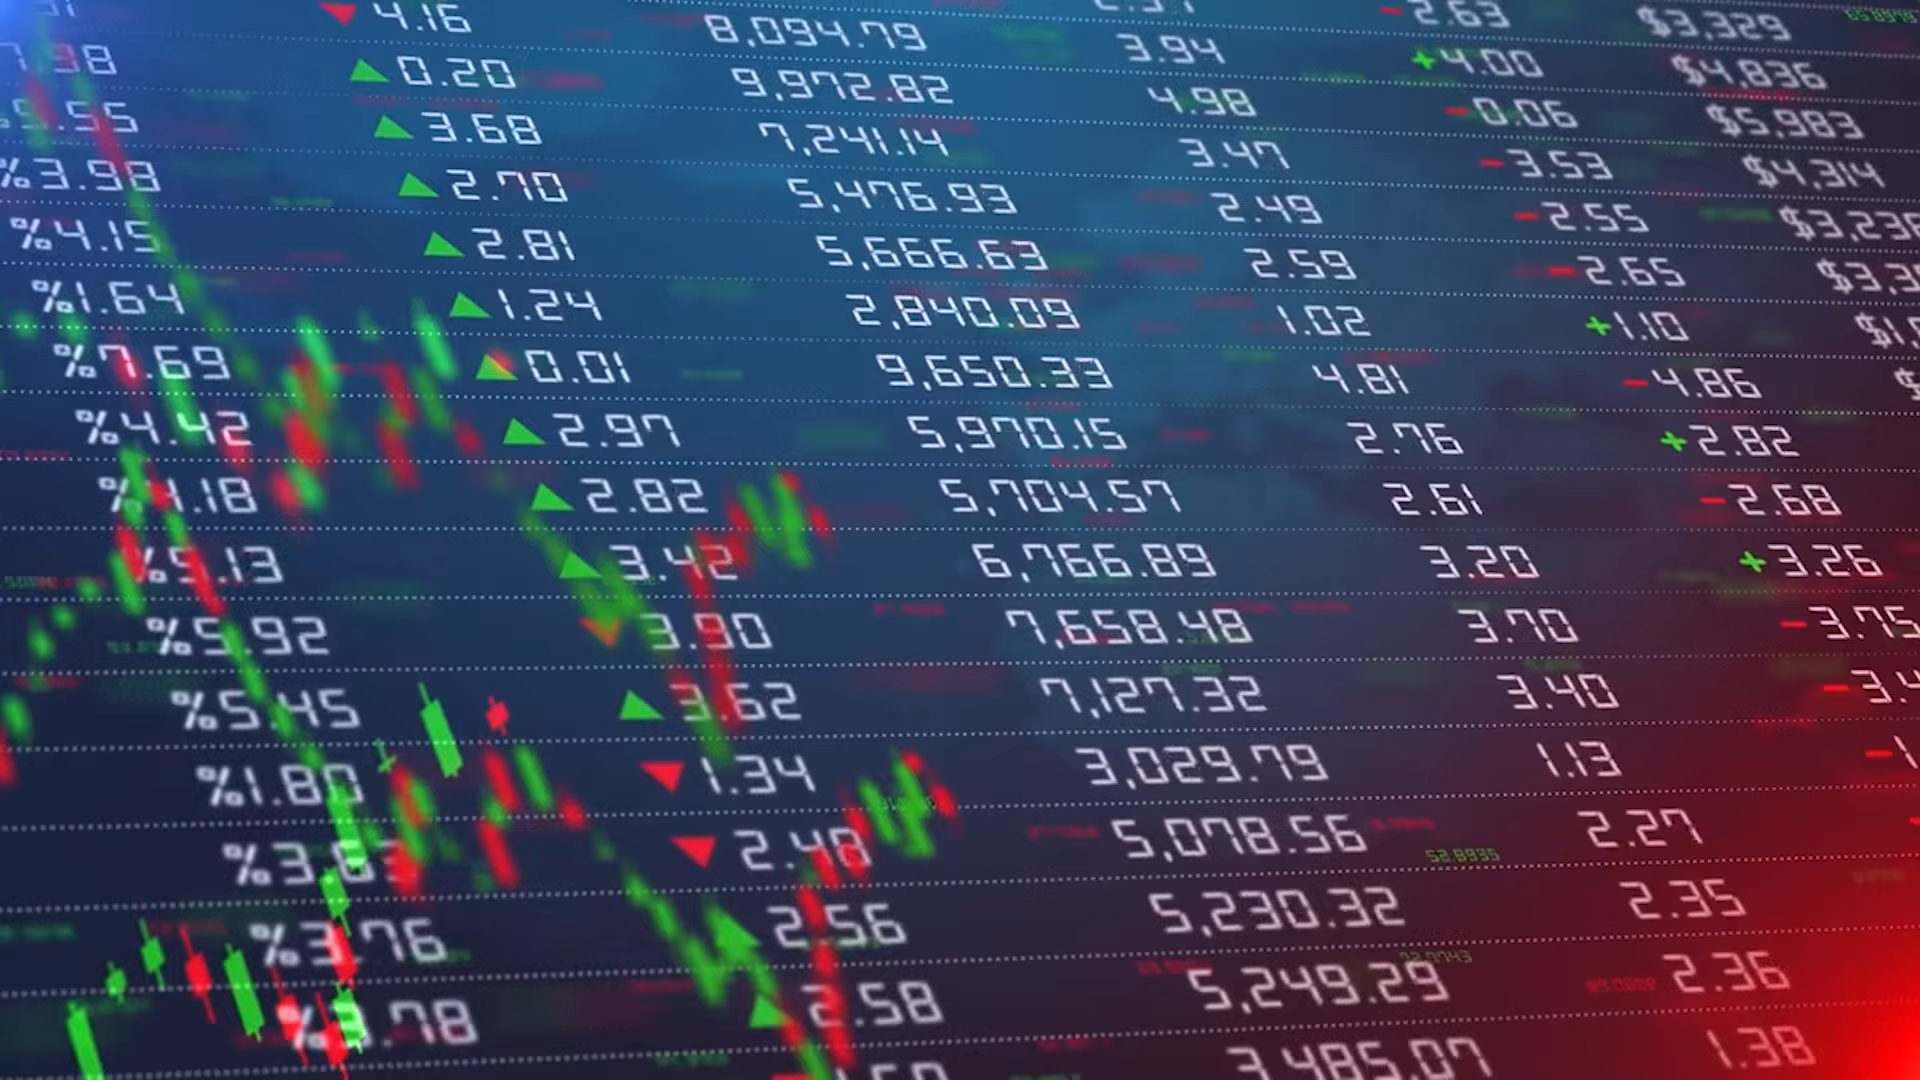 4.16 8,094.79 3.94 +4.00 $4,836
0.20 9,972.82 4.98 -0.06 $5,983
3.68 7,241.14 3.47 -3.53 $4,314
%3.98 2.70 5,476.93 2.49 -2.55
%4.15 2.81 5,666.63 2.59 -2.65
%1.64 1.24 2,840.09 1.02 +1.10
%7.69 0.01 9,650.33 4.81 -4.86
%4.42 2.97 5,970.15 2.76 +2.82
2.82 5,704.57 2.61 -2.68
%5.13 3.42 6,766.89 3.20 +3.26
%5.92 3.90 7,658.48 3.70 -3.75
%5.45 3.62 7,127.32 3.40
%1.80 1.34 3,029.79 1.13
%3.63 2.48 5,078.56 2.27
%3.76 2.56 5,230.32 2.35
2.58 5,249.29 2.36
3,485.07 1.38
-2.63 $3,329